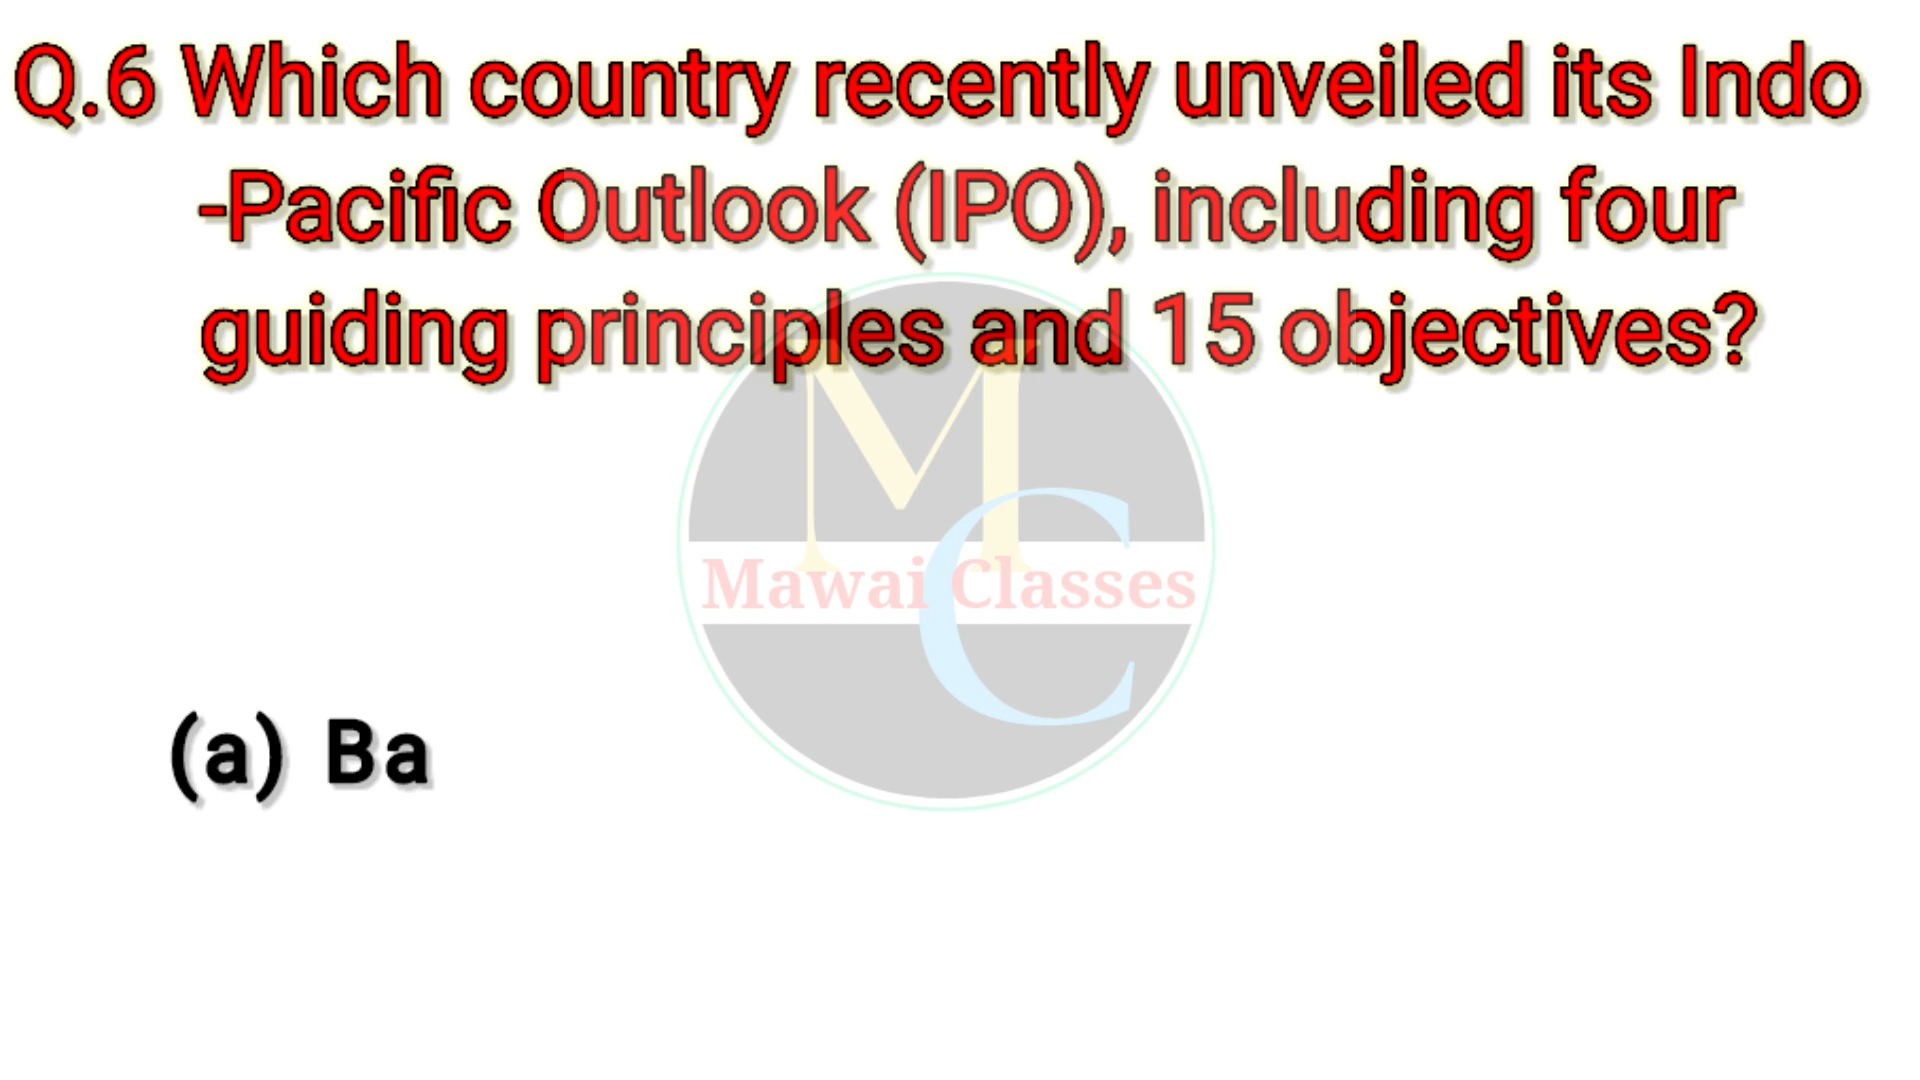 Q.6 Which country recently unveiled its Indo
-Pacific Outlook (IPO), including four
guiding principles and 15 objectives?
MC
Mawai Classes
(a) Ba